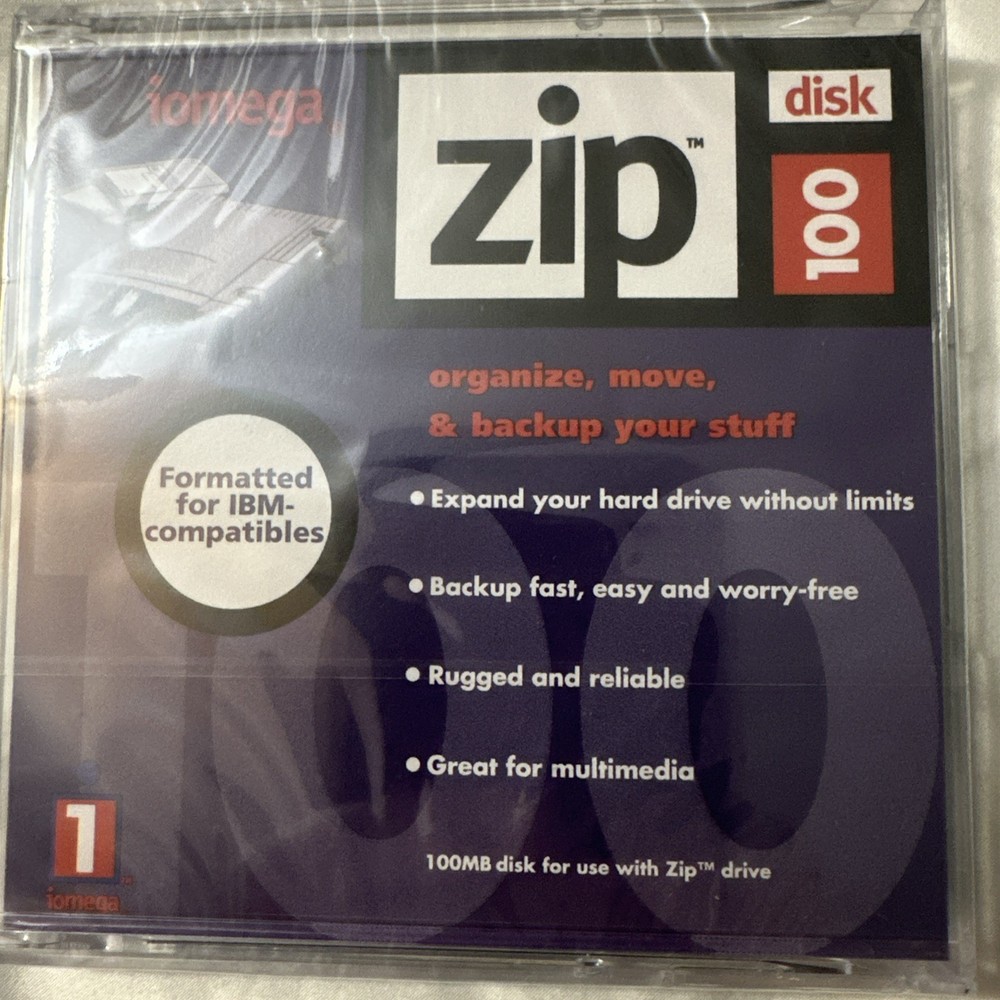 iomega
zip™
disk
100
organize, move,
& backup your stuff
Formatted
for IBM-
compatibles
• Expand your hard drive without limits
• Backup fast, easy and worry-free
• Rugged and reliable
• Great for multimedia
100MB disk for use with Zip™ drive
1
iomega
100